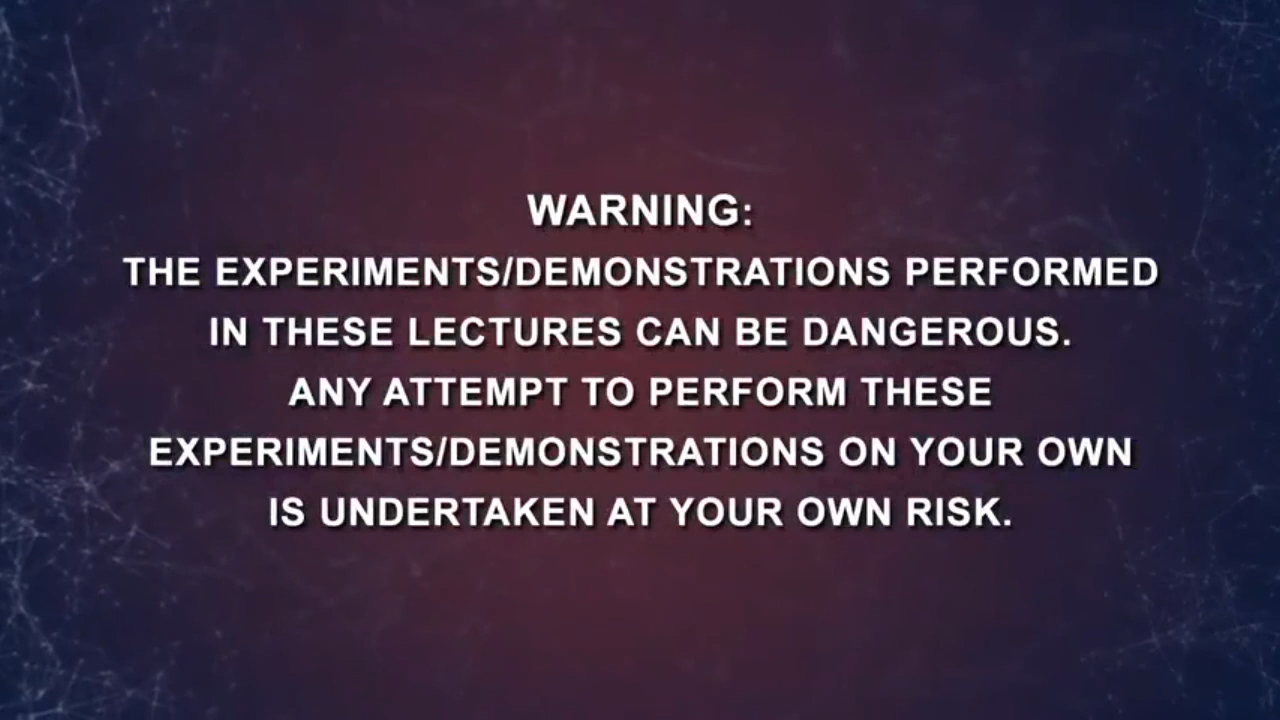 WARNING:
THE EXPERIMENTS/DEMONSTRATIONS PERFORMED
IN THESE LECTURES CAN BE DANGEROUS.
ANY ATTEMPT TO PERFORM THESE
EXPERIMENTS/DEMONSTRATIONS ON YOUR OWN
IS UNDERTAKEN AT YOUR OWN RISK.